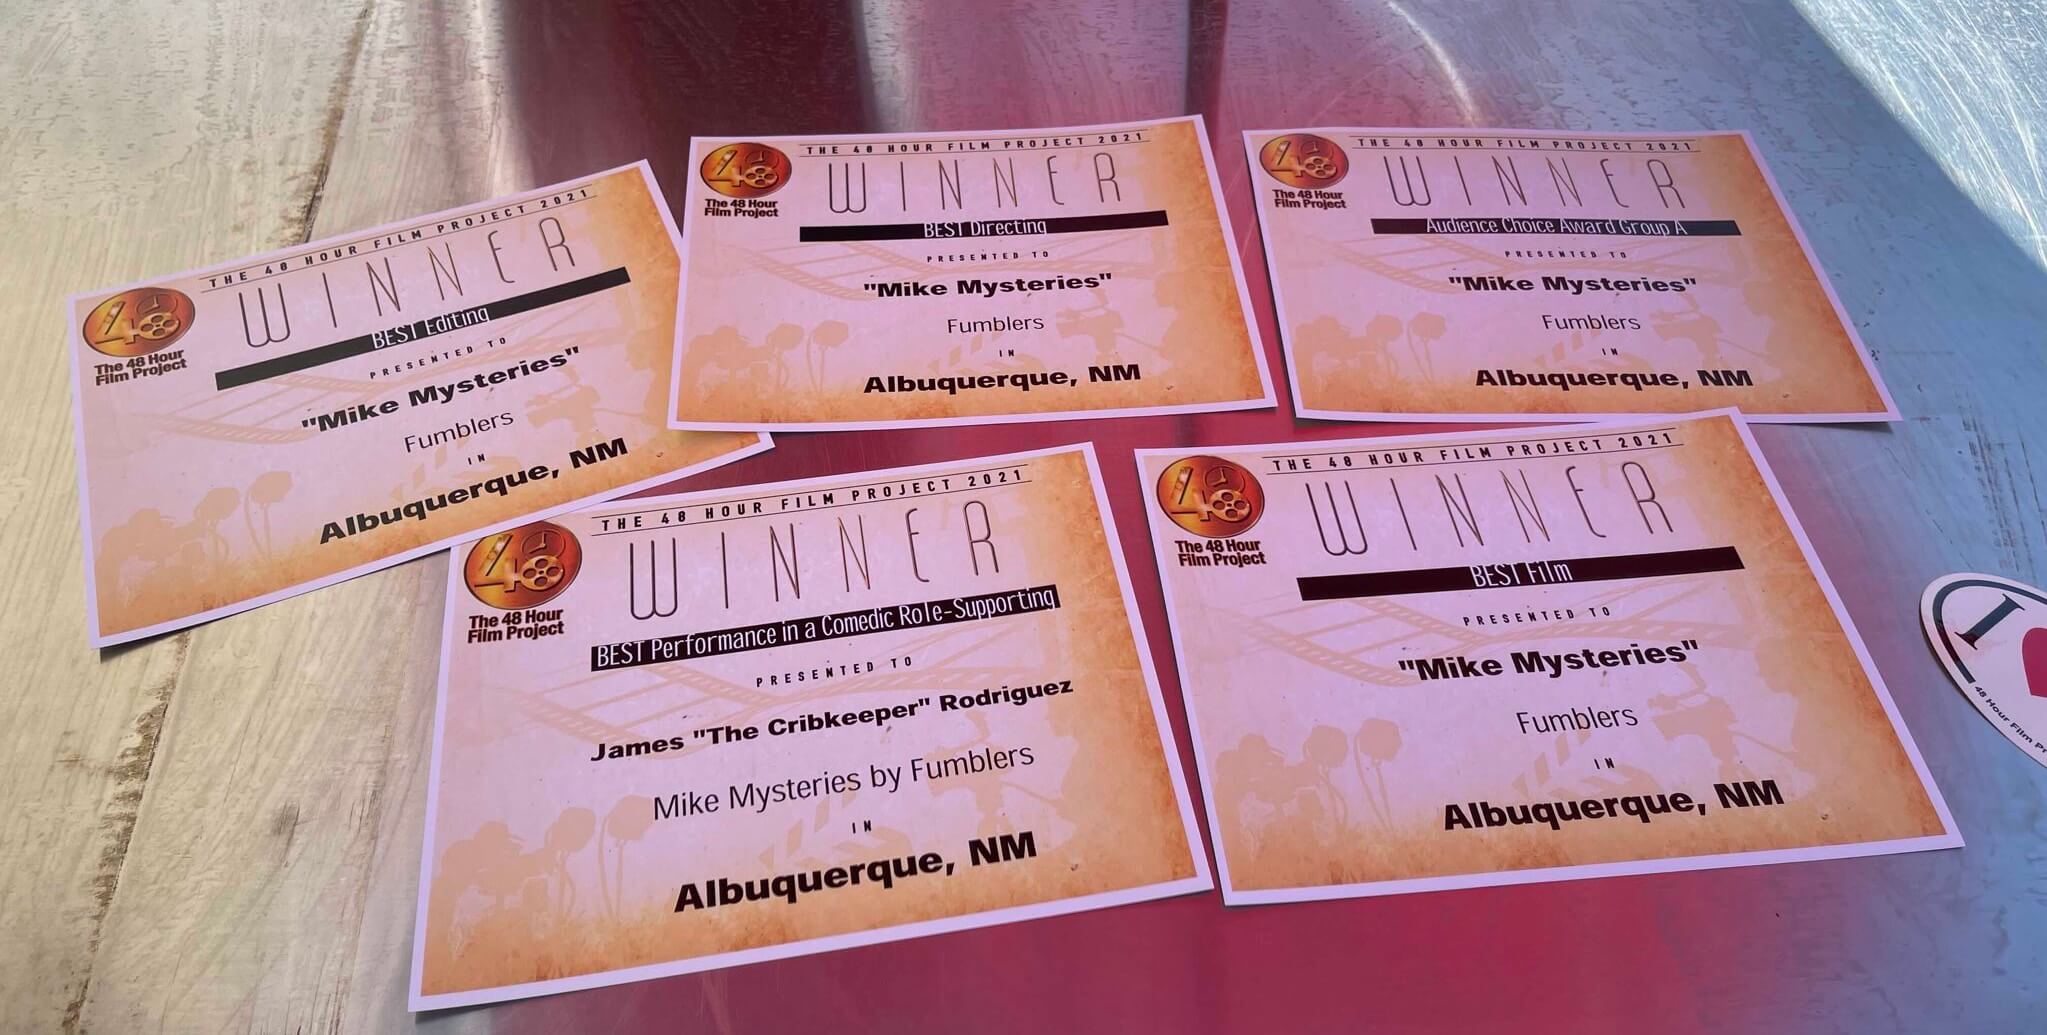 THE 48 HOUR FILM PROJECT 2021
WINNER
BEST Editing
PRESENTED TO
"Mike Mysteries"
Fumblers
IN
Albuquerque, NM
48
The 48 Hour
Film Project
THE 48 HOUR FILM PROJECT 2021
WINNER
BEST Directing
PRESENTED TO
"Mike Mysteries"
Fumblers
IN
Albuquerque, NM
48
The 48 Hour
Film Project
THE 48 HOUR FILM PROJECT 2021
WINNER
Audience Choice Award Group A
PRESENTED TO
"Mike Mysteries"
Fumblers
IN
Albuquerque, NM
48
The 48 Hour
Film Project
THE 48 HOUR FILM PROJECT 2021
WINNER
BEST Performance in a Comedic Role-Supporting
PRESENTED TO
James "The Cribkeeper" Rodriguez
Mike Mysteries by Fumblers
IN
Albuquerque, NM
48
The 48 Hour
Film Project
THE 48 HOUR FILM PROJECT 2021
WINNER
BEST Film
PRESENTED TO
"Mike Mysteries"
Fumblers
IN
Albuquerque, NM
48
The 48 Hour
Film Project
I
48 Hour Film